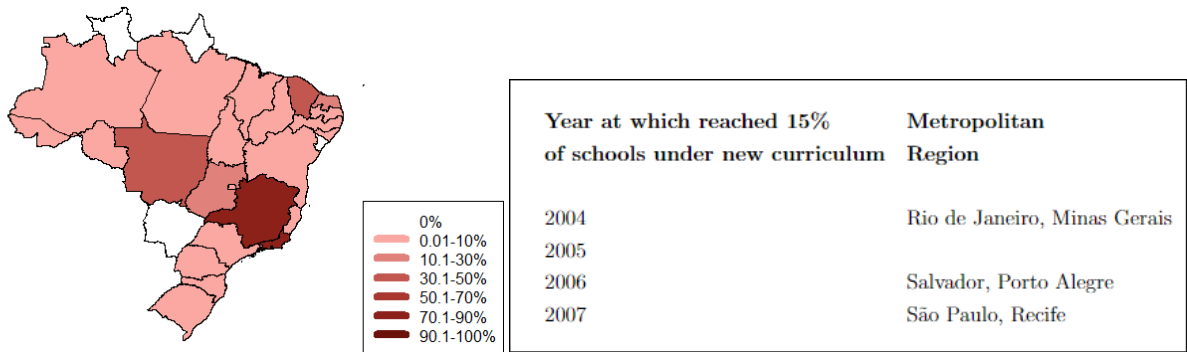 0%
0.01-10%
10.1-30%
30.1-50%
50.1-70%
70.1-90%
90.1-100%
Year at which reached 15% Metropolitan
of schools under new curriculum Region
2004 Rio de Janeiro, Minas Gerais
2005
2006 Salvador, Porto Alegre
2007 São Paulo, Recife